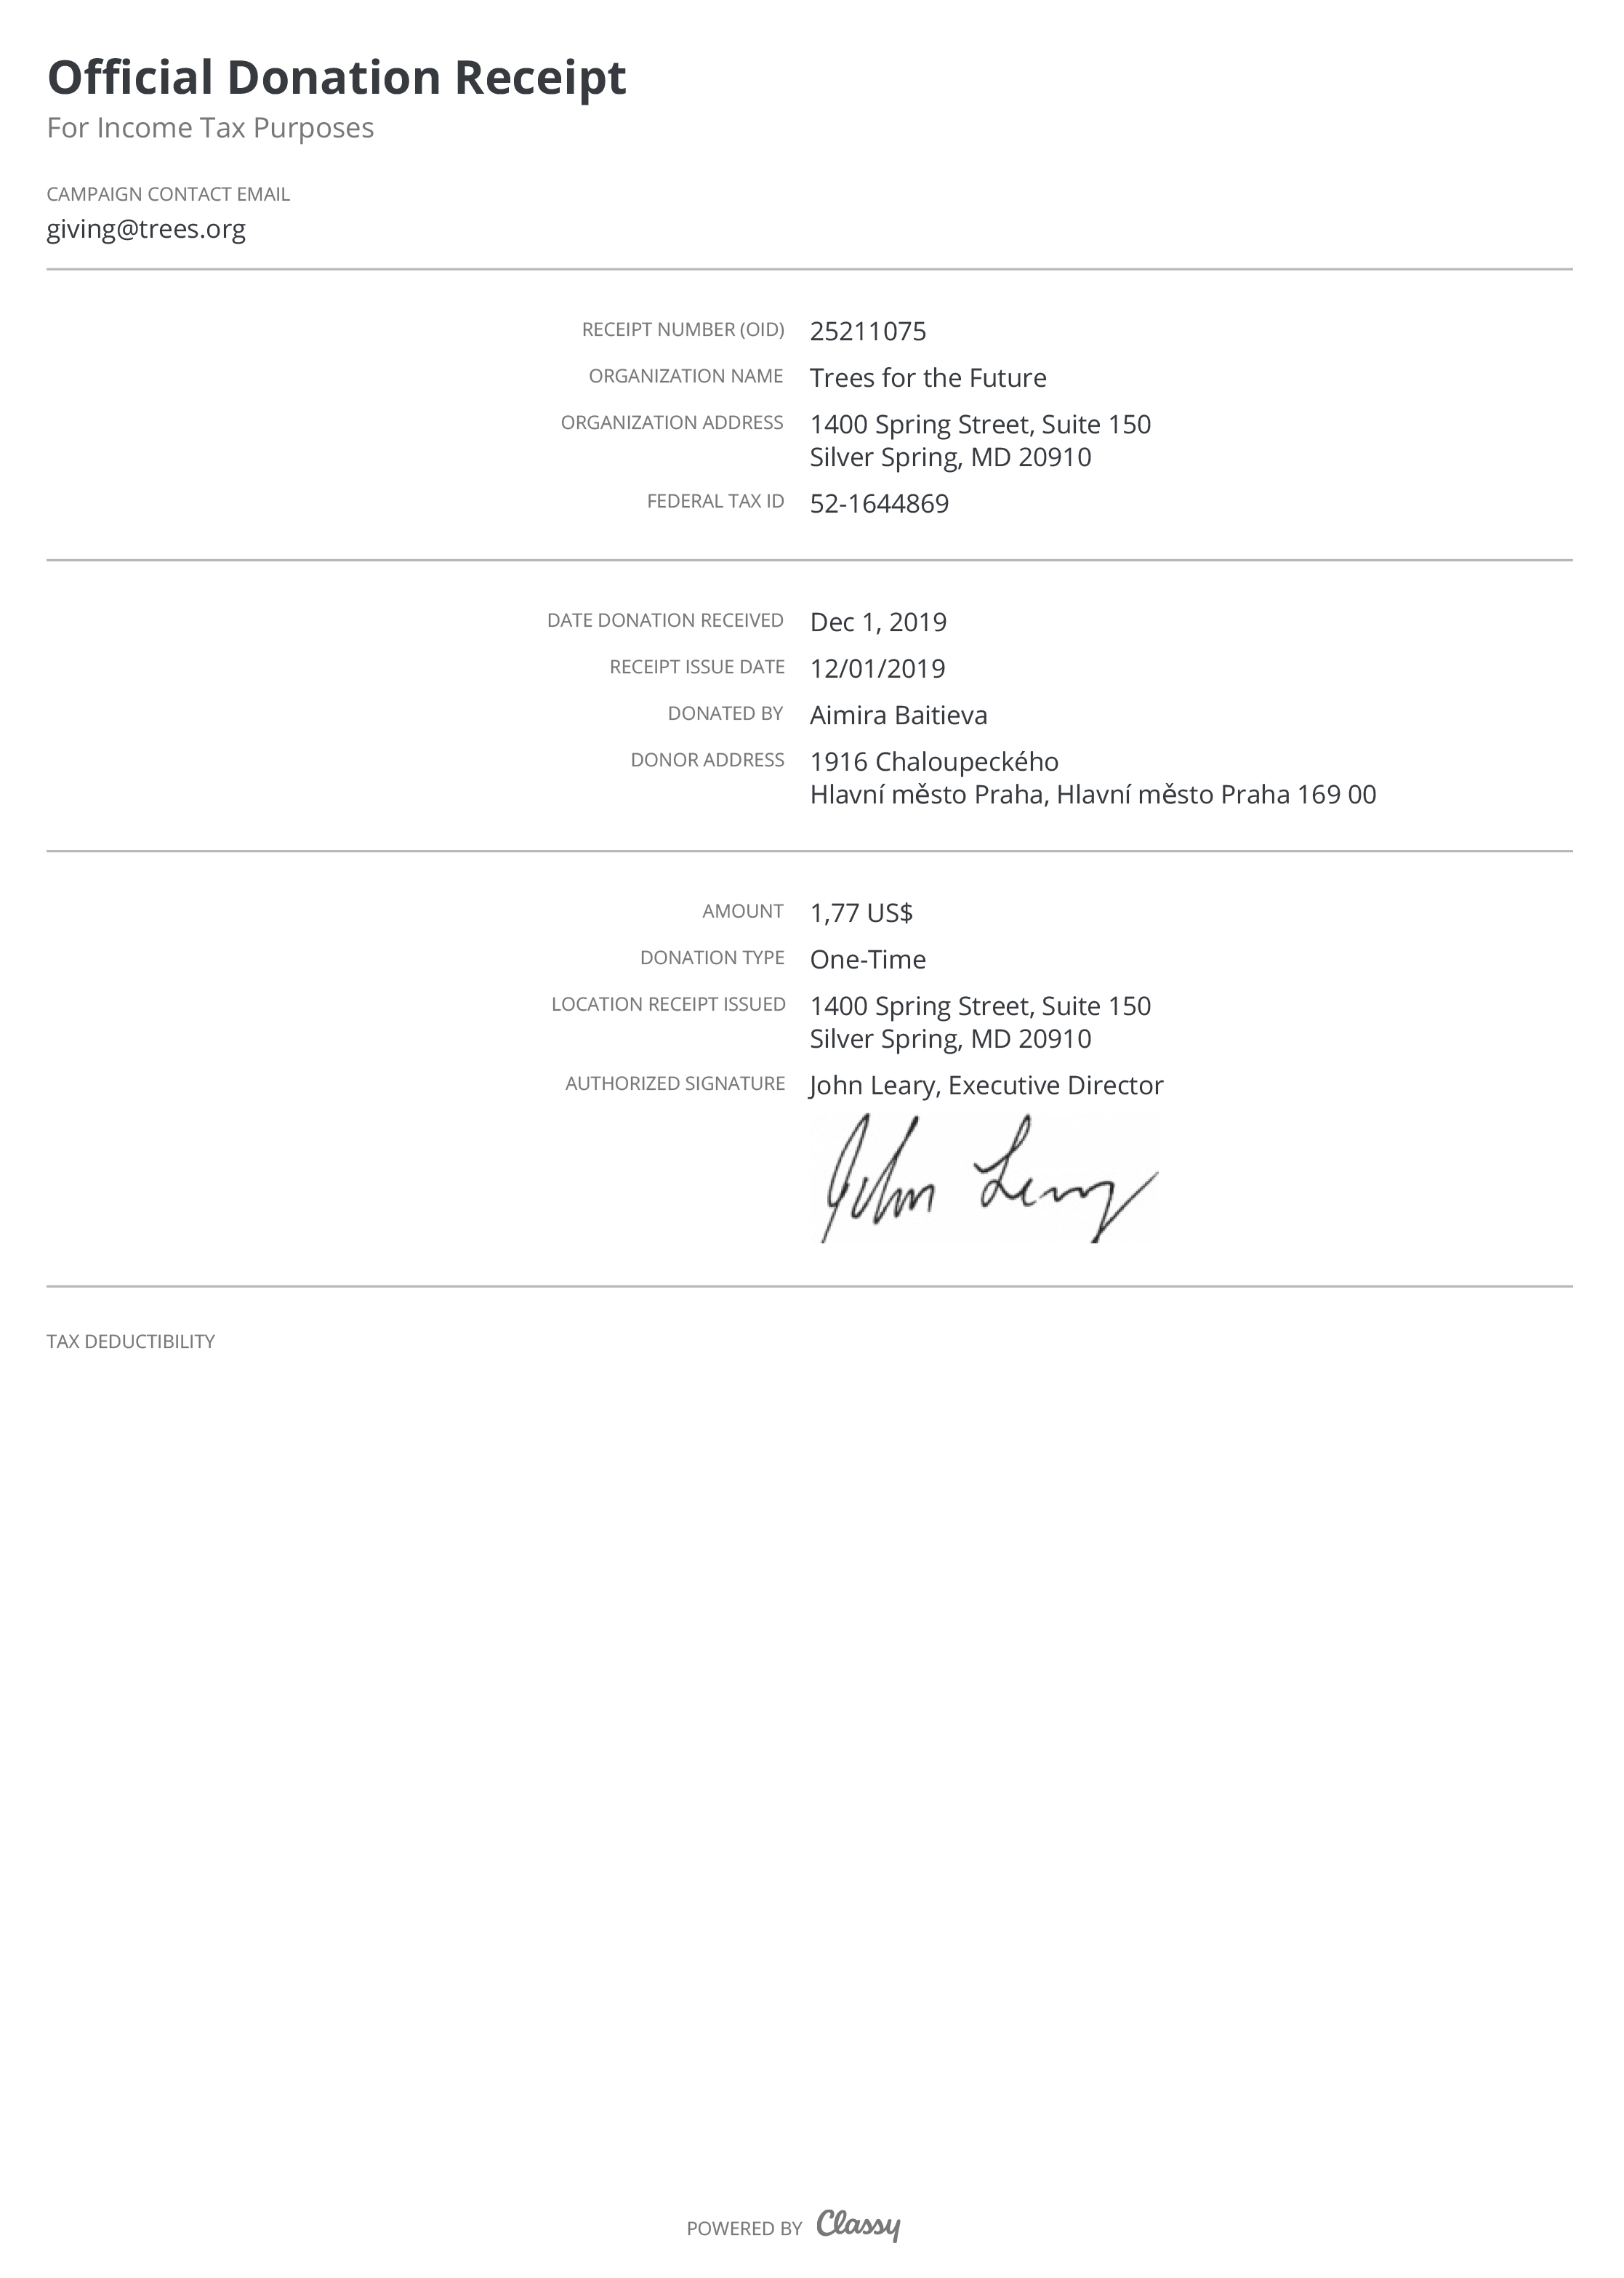 Official Donation Receipt
For Income Tax Purposes
CAMPAIGN CONTACT EMAIL
giving@trees.org
RECEIPT NUMBER (OID) 25211075
ORGANIZATION NAME Trees for the Future
ORGANIZATION ADDRESS 1400 Spring Street, Suite 150
Silver Spring, MD 20910
FEDERAL TAX ID 52-1644869
DATE DONATION RECEIVED Dec 1, 2019
RECEIPT ISSUE DATE 12/01/2019
DONATED BY Aimira Baitieva
DONOR ADDRESS 1916 Chaloupeckého
Hlavní město Praha, Hlavní město Praha 169 00
AMOUNT 1,77 US$
DONATION TYPE One-Time
LOCATION RECEIPT ISSUED 1400 Spring Street, Suite 150
Silver Spring, MD 20910
AUTHORIZED SIGNATURE John Leary, Executive Director
John Leary
TAX DEDUCTIBILITY
POWERED BY Classy